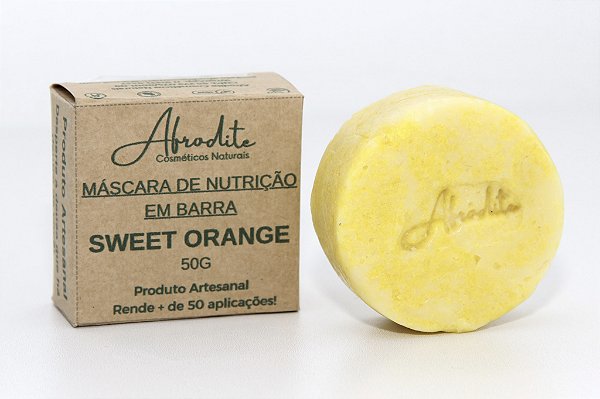 Afrodite
Cosméticos Naturais
MÁSCARA DE NUTRIÇÃO
EM BARRA
SWEET ORANGE
50G
Produto Artesanal
Rende + de 50 aplicações!
Produto Artesanal
Afrodite